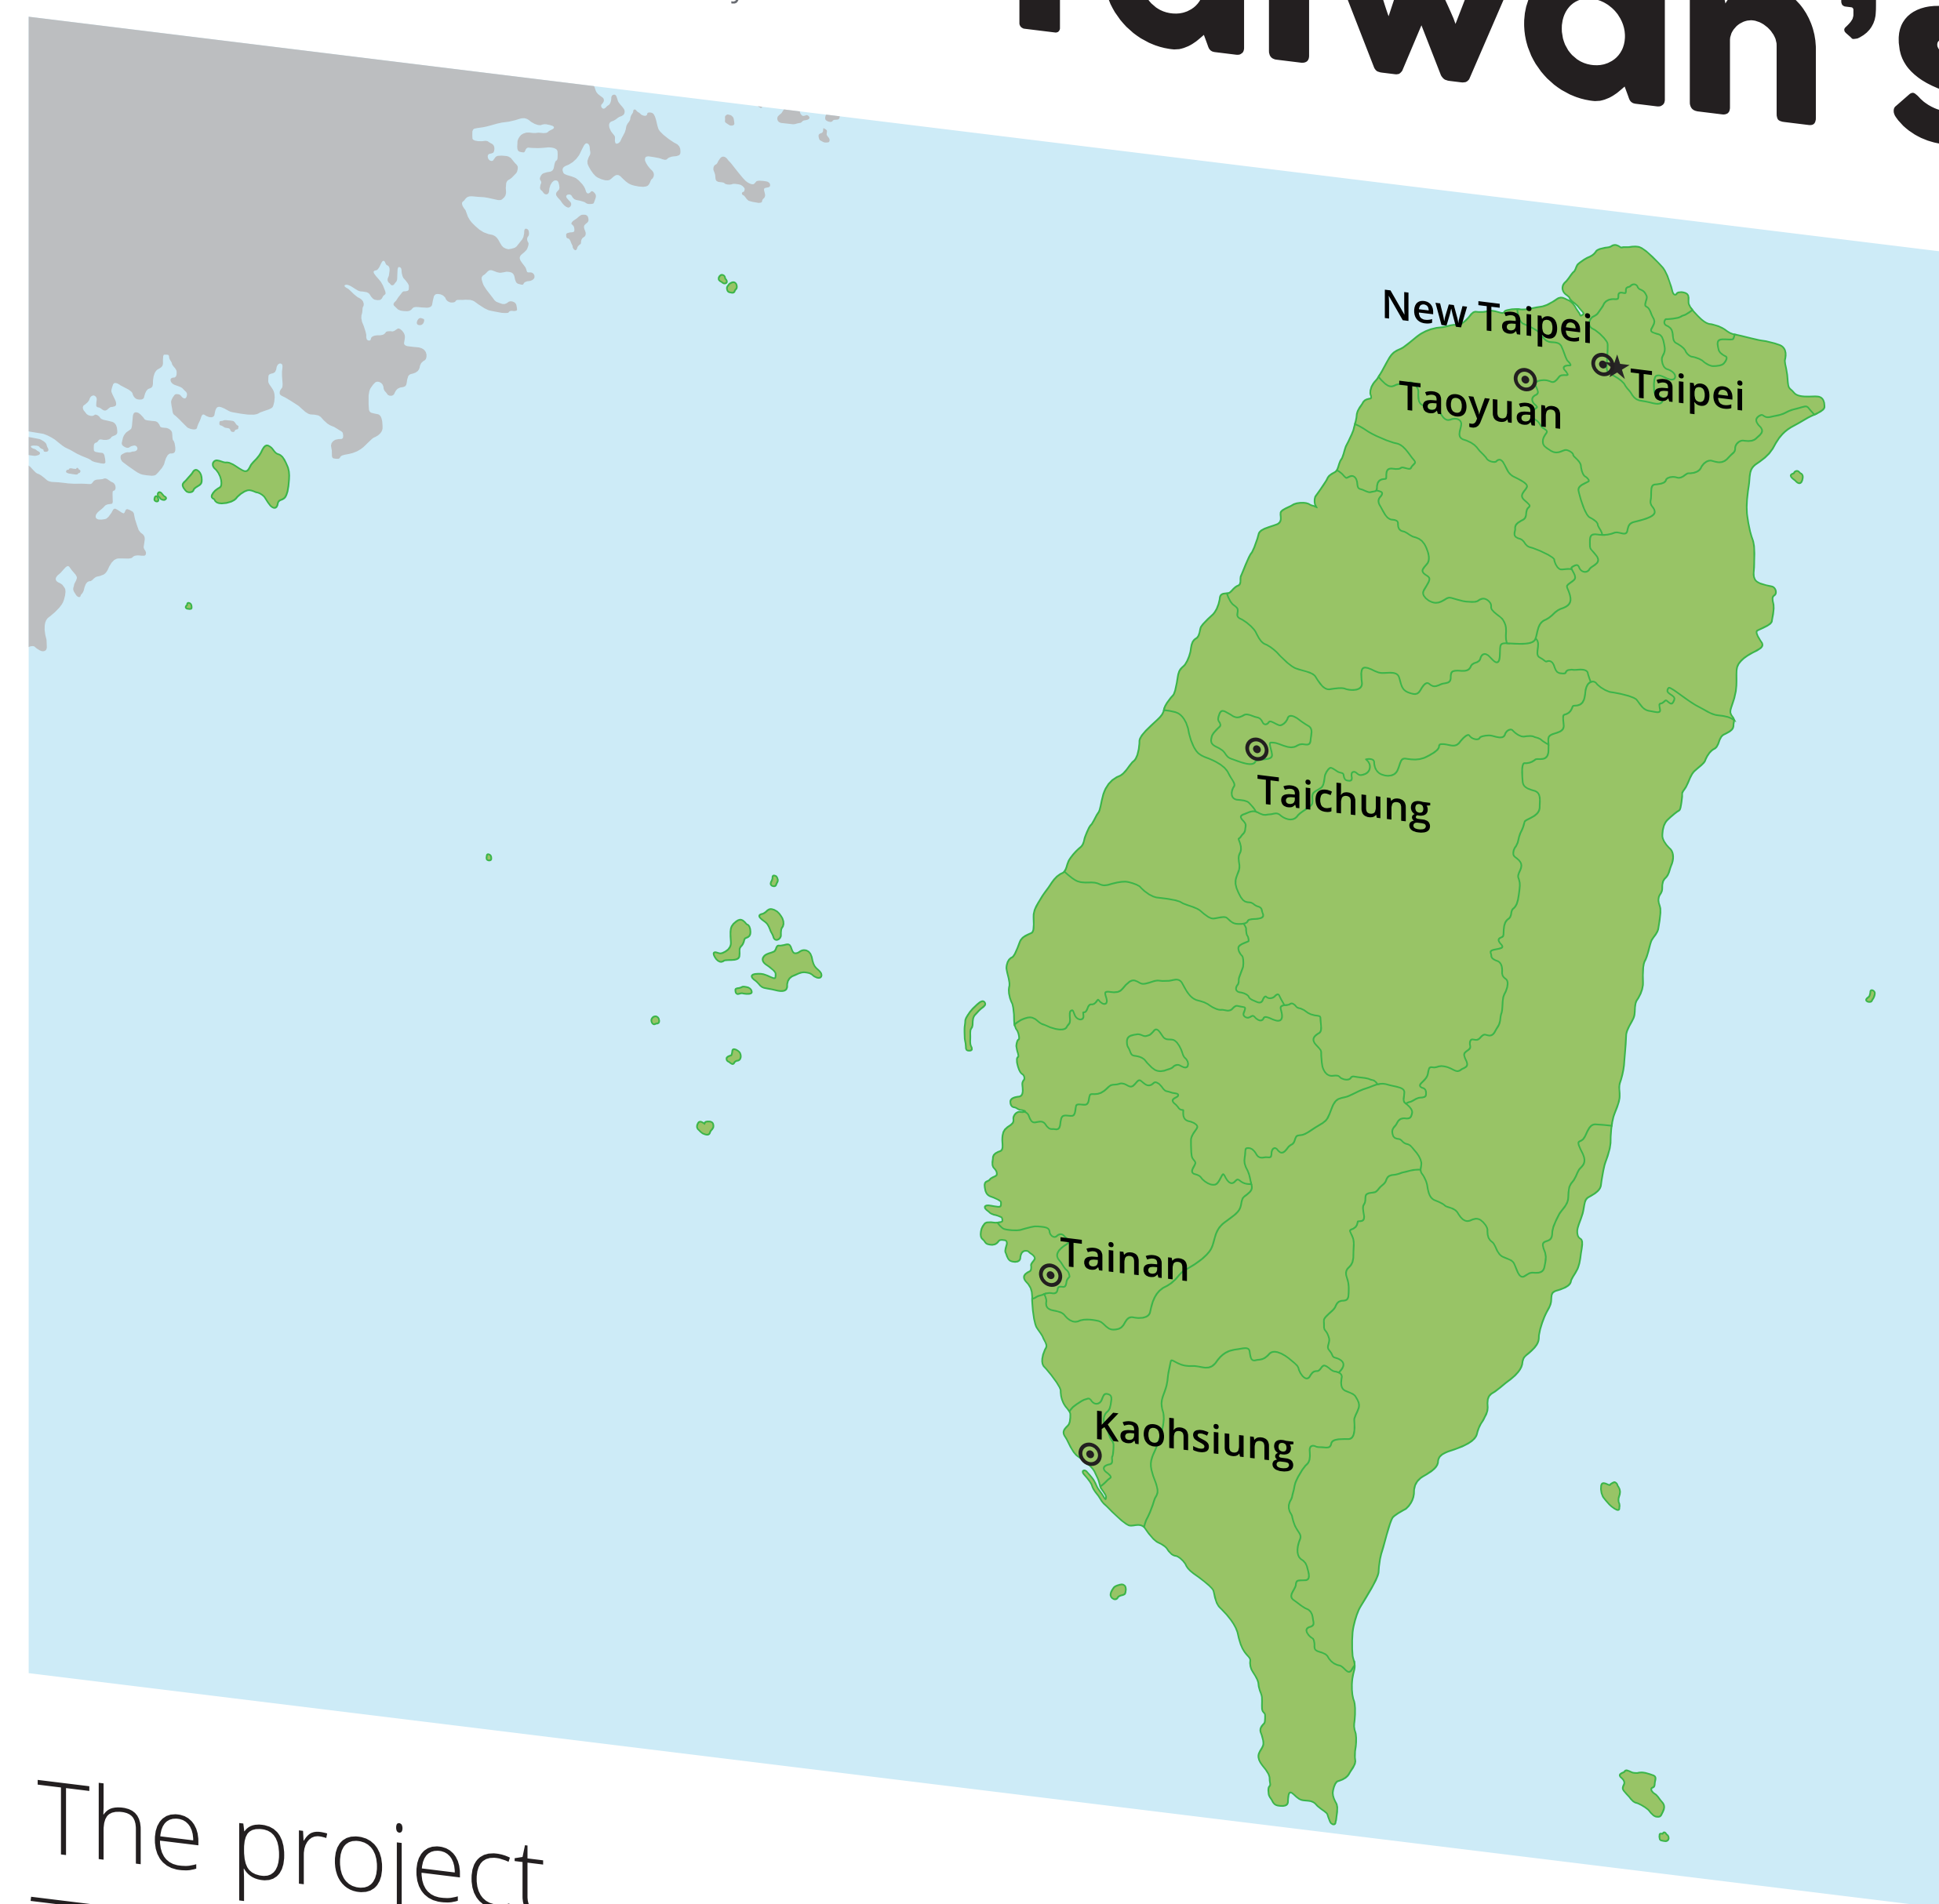 Taiwan's
New Taipei
Taipei
Taoyuan
Taichung
Tainan
Kaohsiung
The project